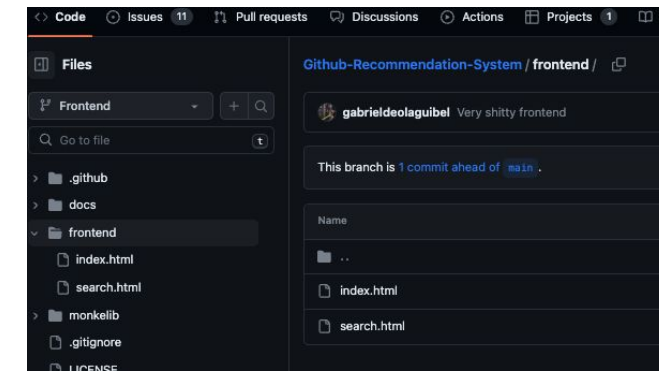 Code Issues 11 Pull requests Discussions Actions Projects 1
Files
Github-Recommendation-System / frontend /
Frontend
gabrieldeolaguibel Very shitty frontend
Go to file t
This branch is 1 commit ahead of main .
.github
docs
frontend
Name
index.html
..
search.html
index.html
monkelib
search.html
.gitignore
LICENSE